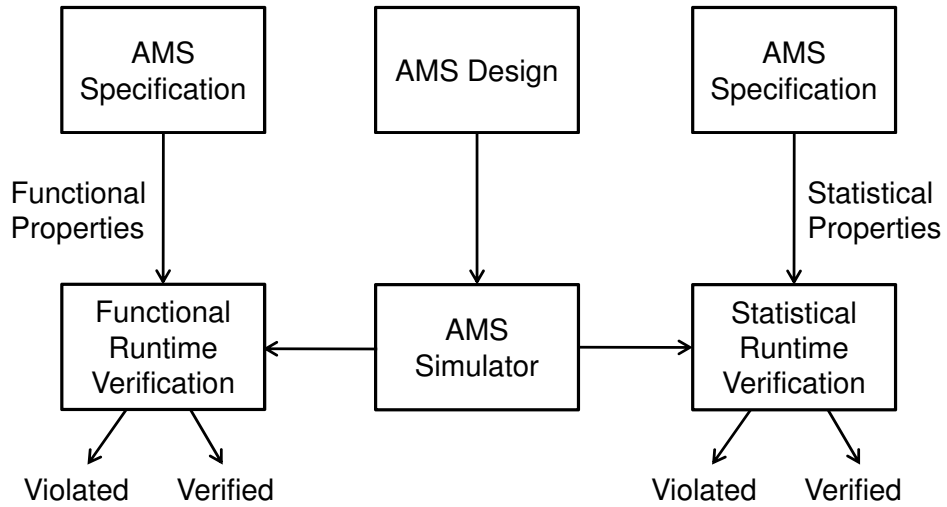 AMS
Specification
AMS Design
AMS
Specification
Functional
Properties
Statistical
Properties
Functional
Runtime
Verification
AMS
Simulator
Statistical
Runtime
Verification
Violated
Verified
Violated
Verified